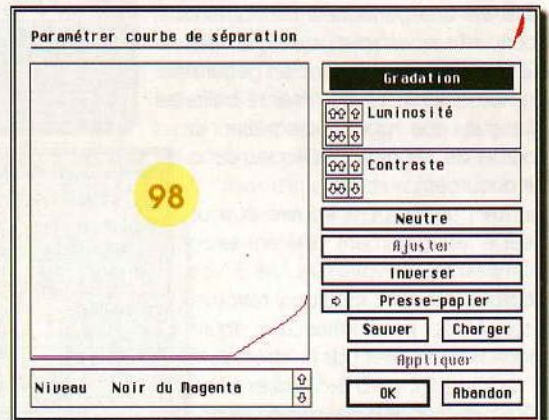 Paramétrer courbe de séparation
Gradation
Luminosité
Contraste
98
Neutre
Ajuster
Inverser
Presse-papier
Sauver Charger
Appliquer
Niveau Noir du Magenta
OK Abandon